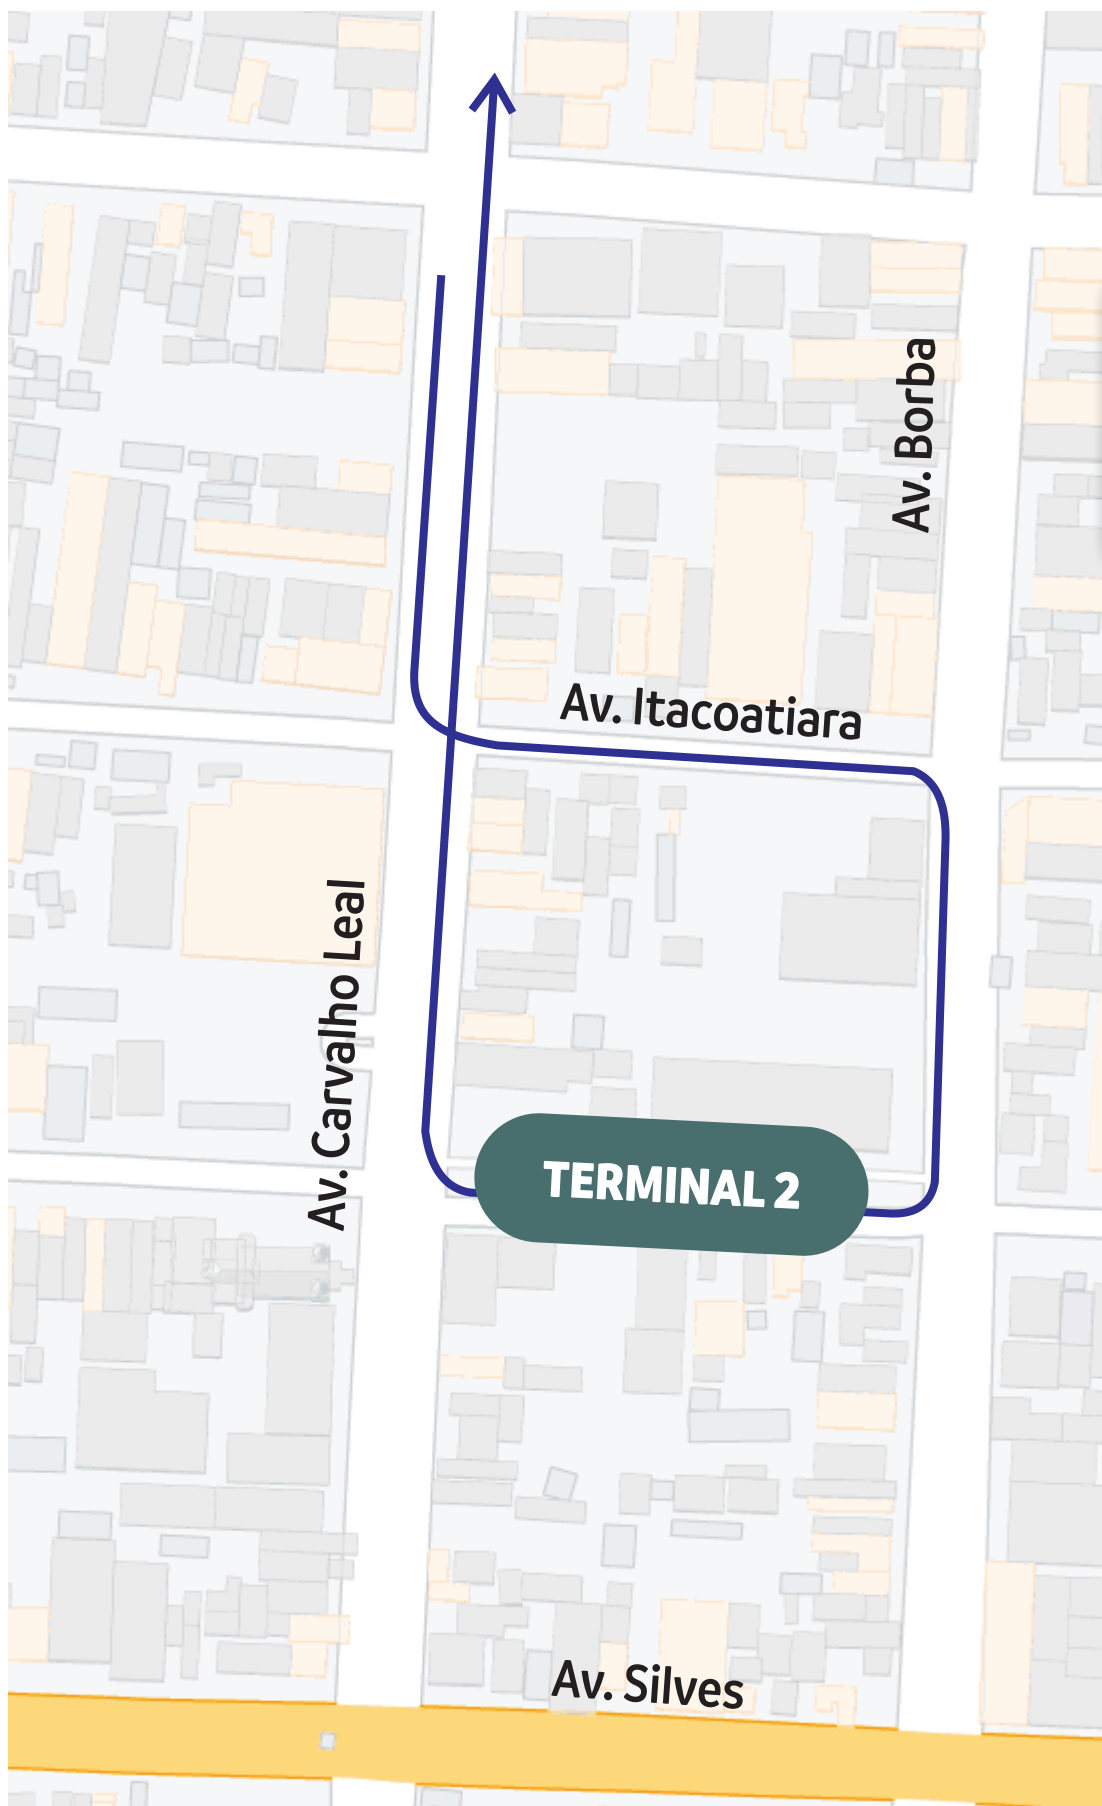 Av. Borba
Av. Itacoatiara
Av. Carvalho Leal
TERMINAL 2
Av. Silves